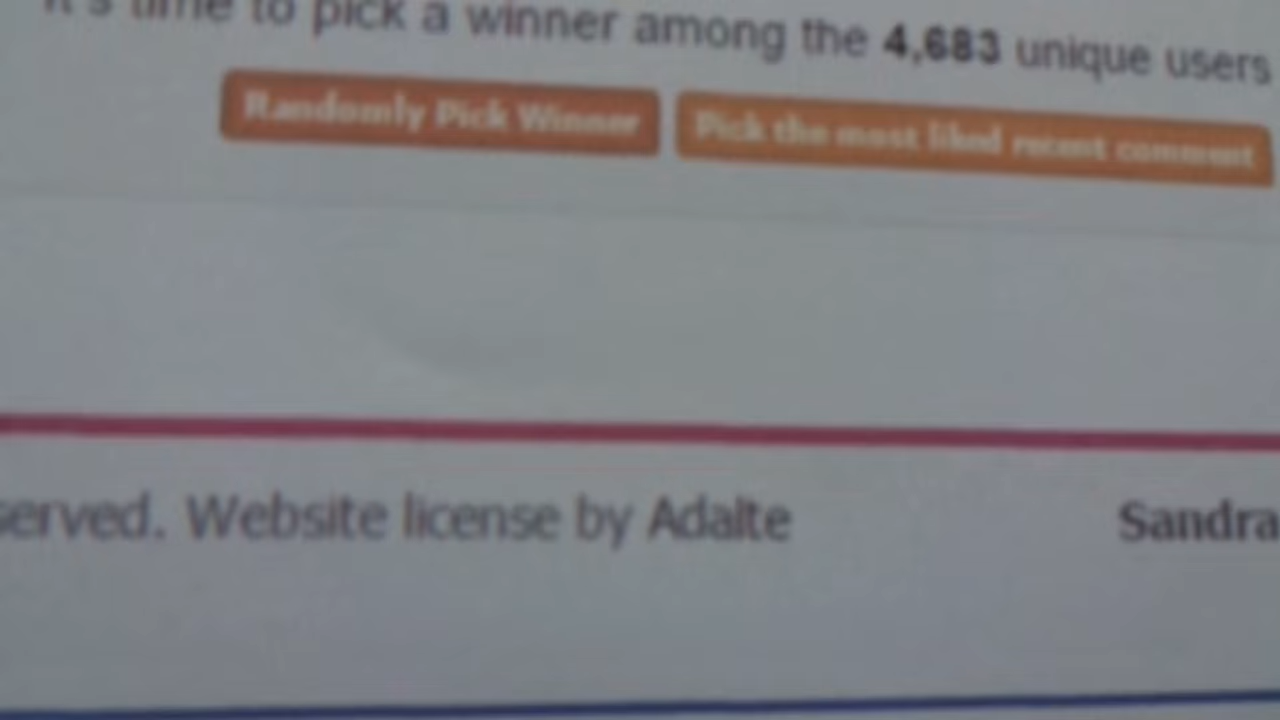 It's time to pick a winner among the 4,683 unique users
Randomly Pick Winner
Pick the most liked recent comment
served. Website license by Adalte
Sandra